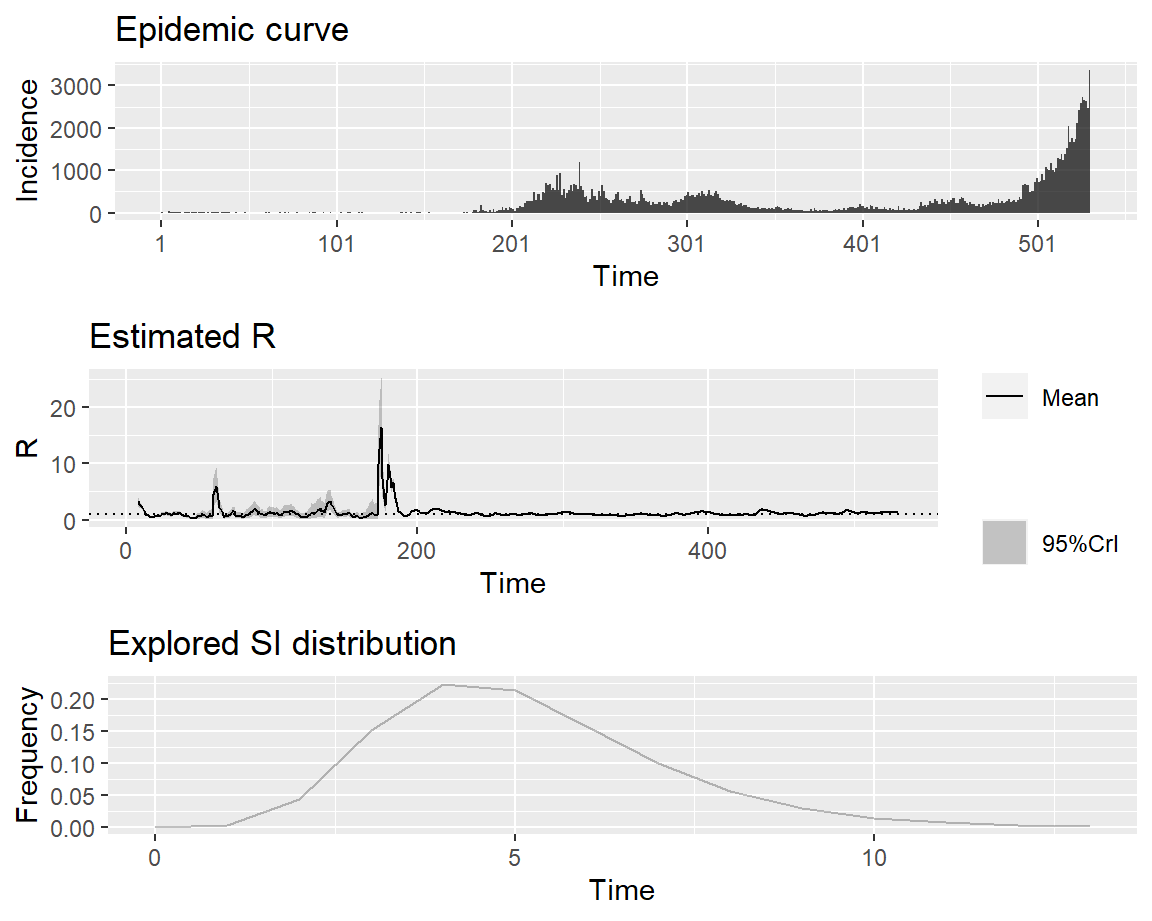 Epidemic curve
Incidence
3000
2000
1000
0
1 101 201 301 401 501
Time
Estimated R
R
20
10
0
0 200 400
Time
Mean
95%CrI
Explored SI distribution
Frequency
0.20
0.15
0.10
0.05
0.00
0 5 10
Time